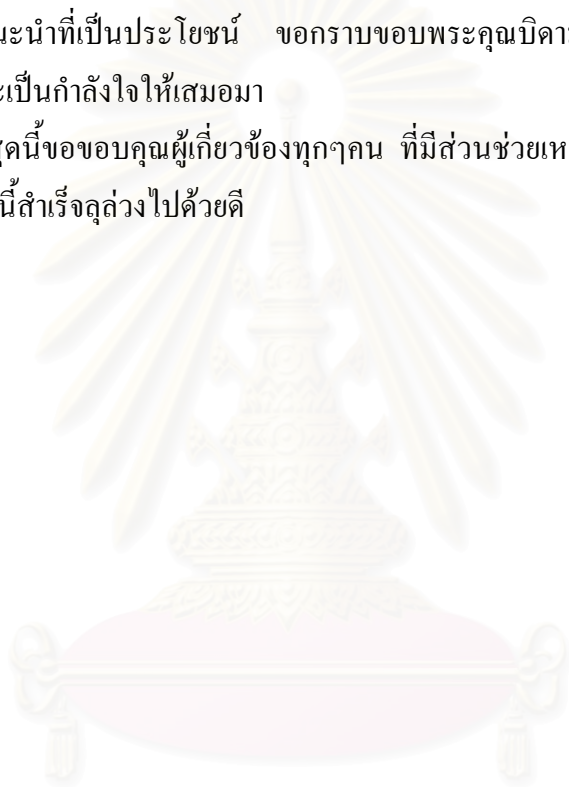 นะนำที่เป็นประโยชน์ ขอกราบขอบพระคุณบิดา
ะเป็นกำลังใจให้เสมอมา
สุดนี้ขอขอบคุณผู้เกี่ยวข้องทุกๆคน ที่มีส่วนช่วยเห
นี้สำเร็จลุล่วงไปด้วยดี